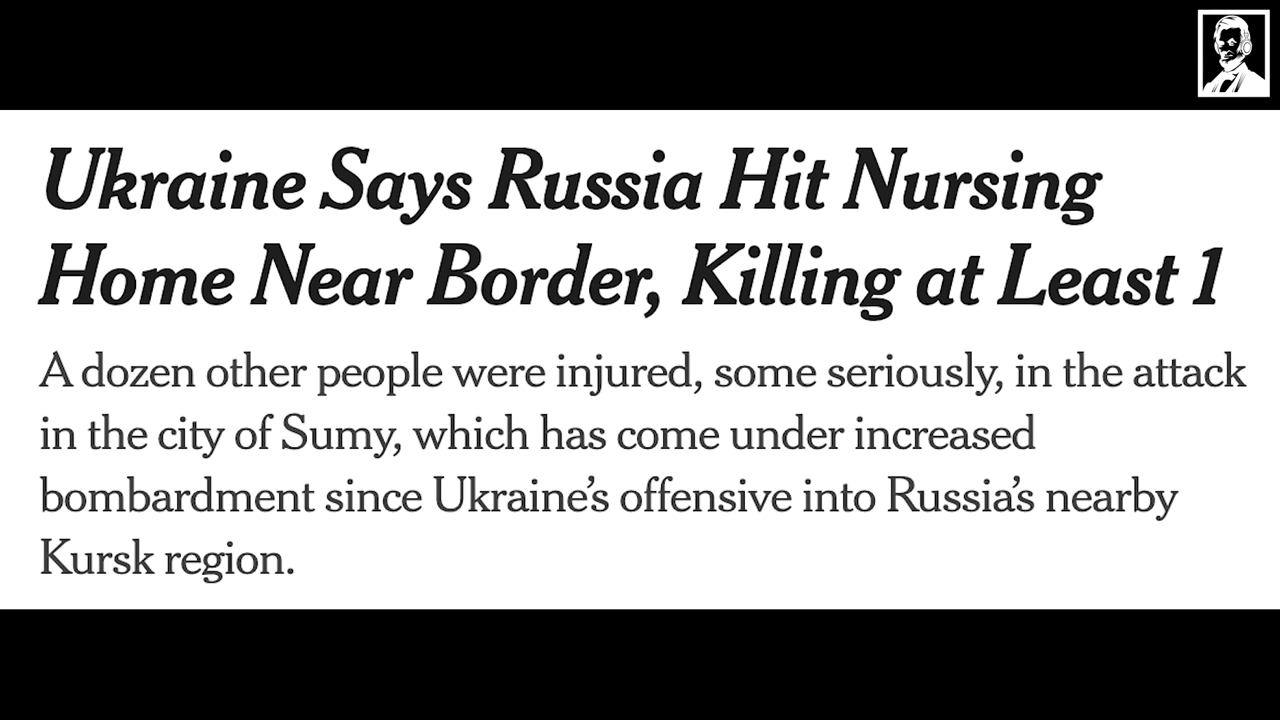 Ukraine Says Russia Hit Nursing
Home Near Border, Killing at Least 1
A dozen other people were injured, some seriously, in the attack
in the city of Sumy, which has come under increased
bombardment since Ukraine’s offensive into Russia’s nearby
Kursk region.